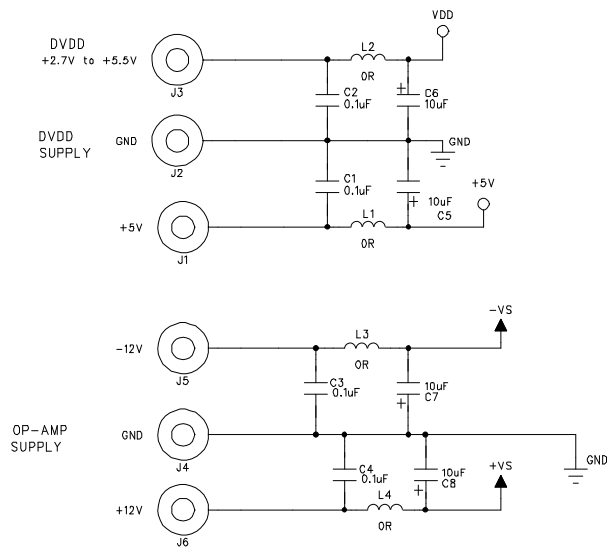 VDD
DVDD
+2.7V to +5.5V
J3
L2
0R
C2
0.1uF
C6
10uF
+
DVDD
SUPPLY
GND
J2
GND
C1
0.1uF
+
10uF
C5
+5V
+5V
J1
L1
0R
-VS
-12V
J5
L3
0R
C3
0.1uF
10uF
C7
+
OP-AMP
SUPPLY
GND
J4
GND
C4
0.1uF
10uF
C8
+
+VS
+12V
J6
L4
0R